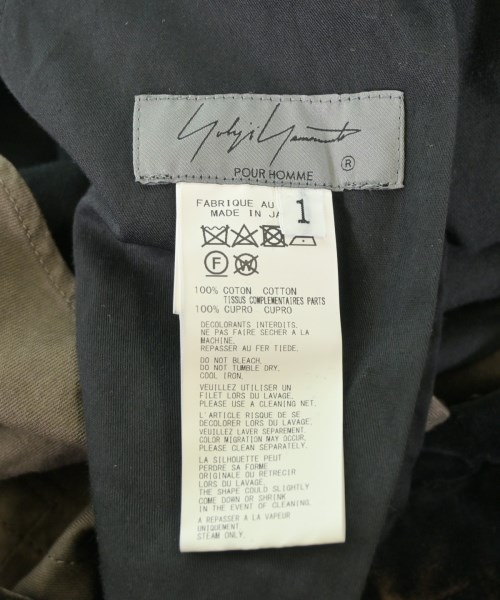 Yohji Yamamoto
POUR HOMME ®
FABRIQUE AU
MADE IN JA
1
F W
100% COTON COTTON
TISSUS COMPLEMENTAIRES PARTS
100% CUPRO CUPRO
DECOLORANTS INTERDITS.
NE PAS FAIRE SECHER A LA
MACHINE.
REPASSER AU FER TIEDE.
DO NOT BLEACH.
DO NOT TUMBLE DRY.
COOL IRON.
VEUILLEZ UTILISER UN
FILET LORS DU LAVAGE.
PLEASE USE A CLEANING NET.
L'ARTICLE RISQUE DE SE
DECOLORER LORS DU LAVAGE.
VEUILLEZ LAVER SEPAREMENT.
COLOR MIGRATION MAY OCCUR,
PLEASE CLEAN SEPARATELY.
LA SILHOUETTE PEUT
PERDRE SA FORME
ORIGINALE OU RETRECIR
LORS DU LAVAGE.
THE SHAPE COULD SLIGHTLY
COME DOWN OR SHRINK
IN THE EVENT OF CLEANING.
A REPASSER A LA VAPEUR
UNIQUEMENT
STEAM ONLY.